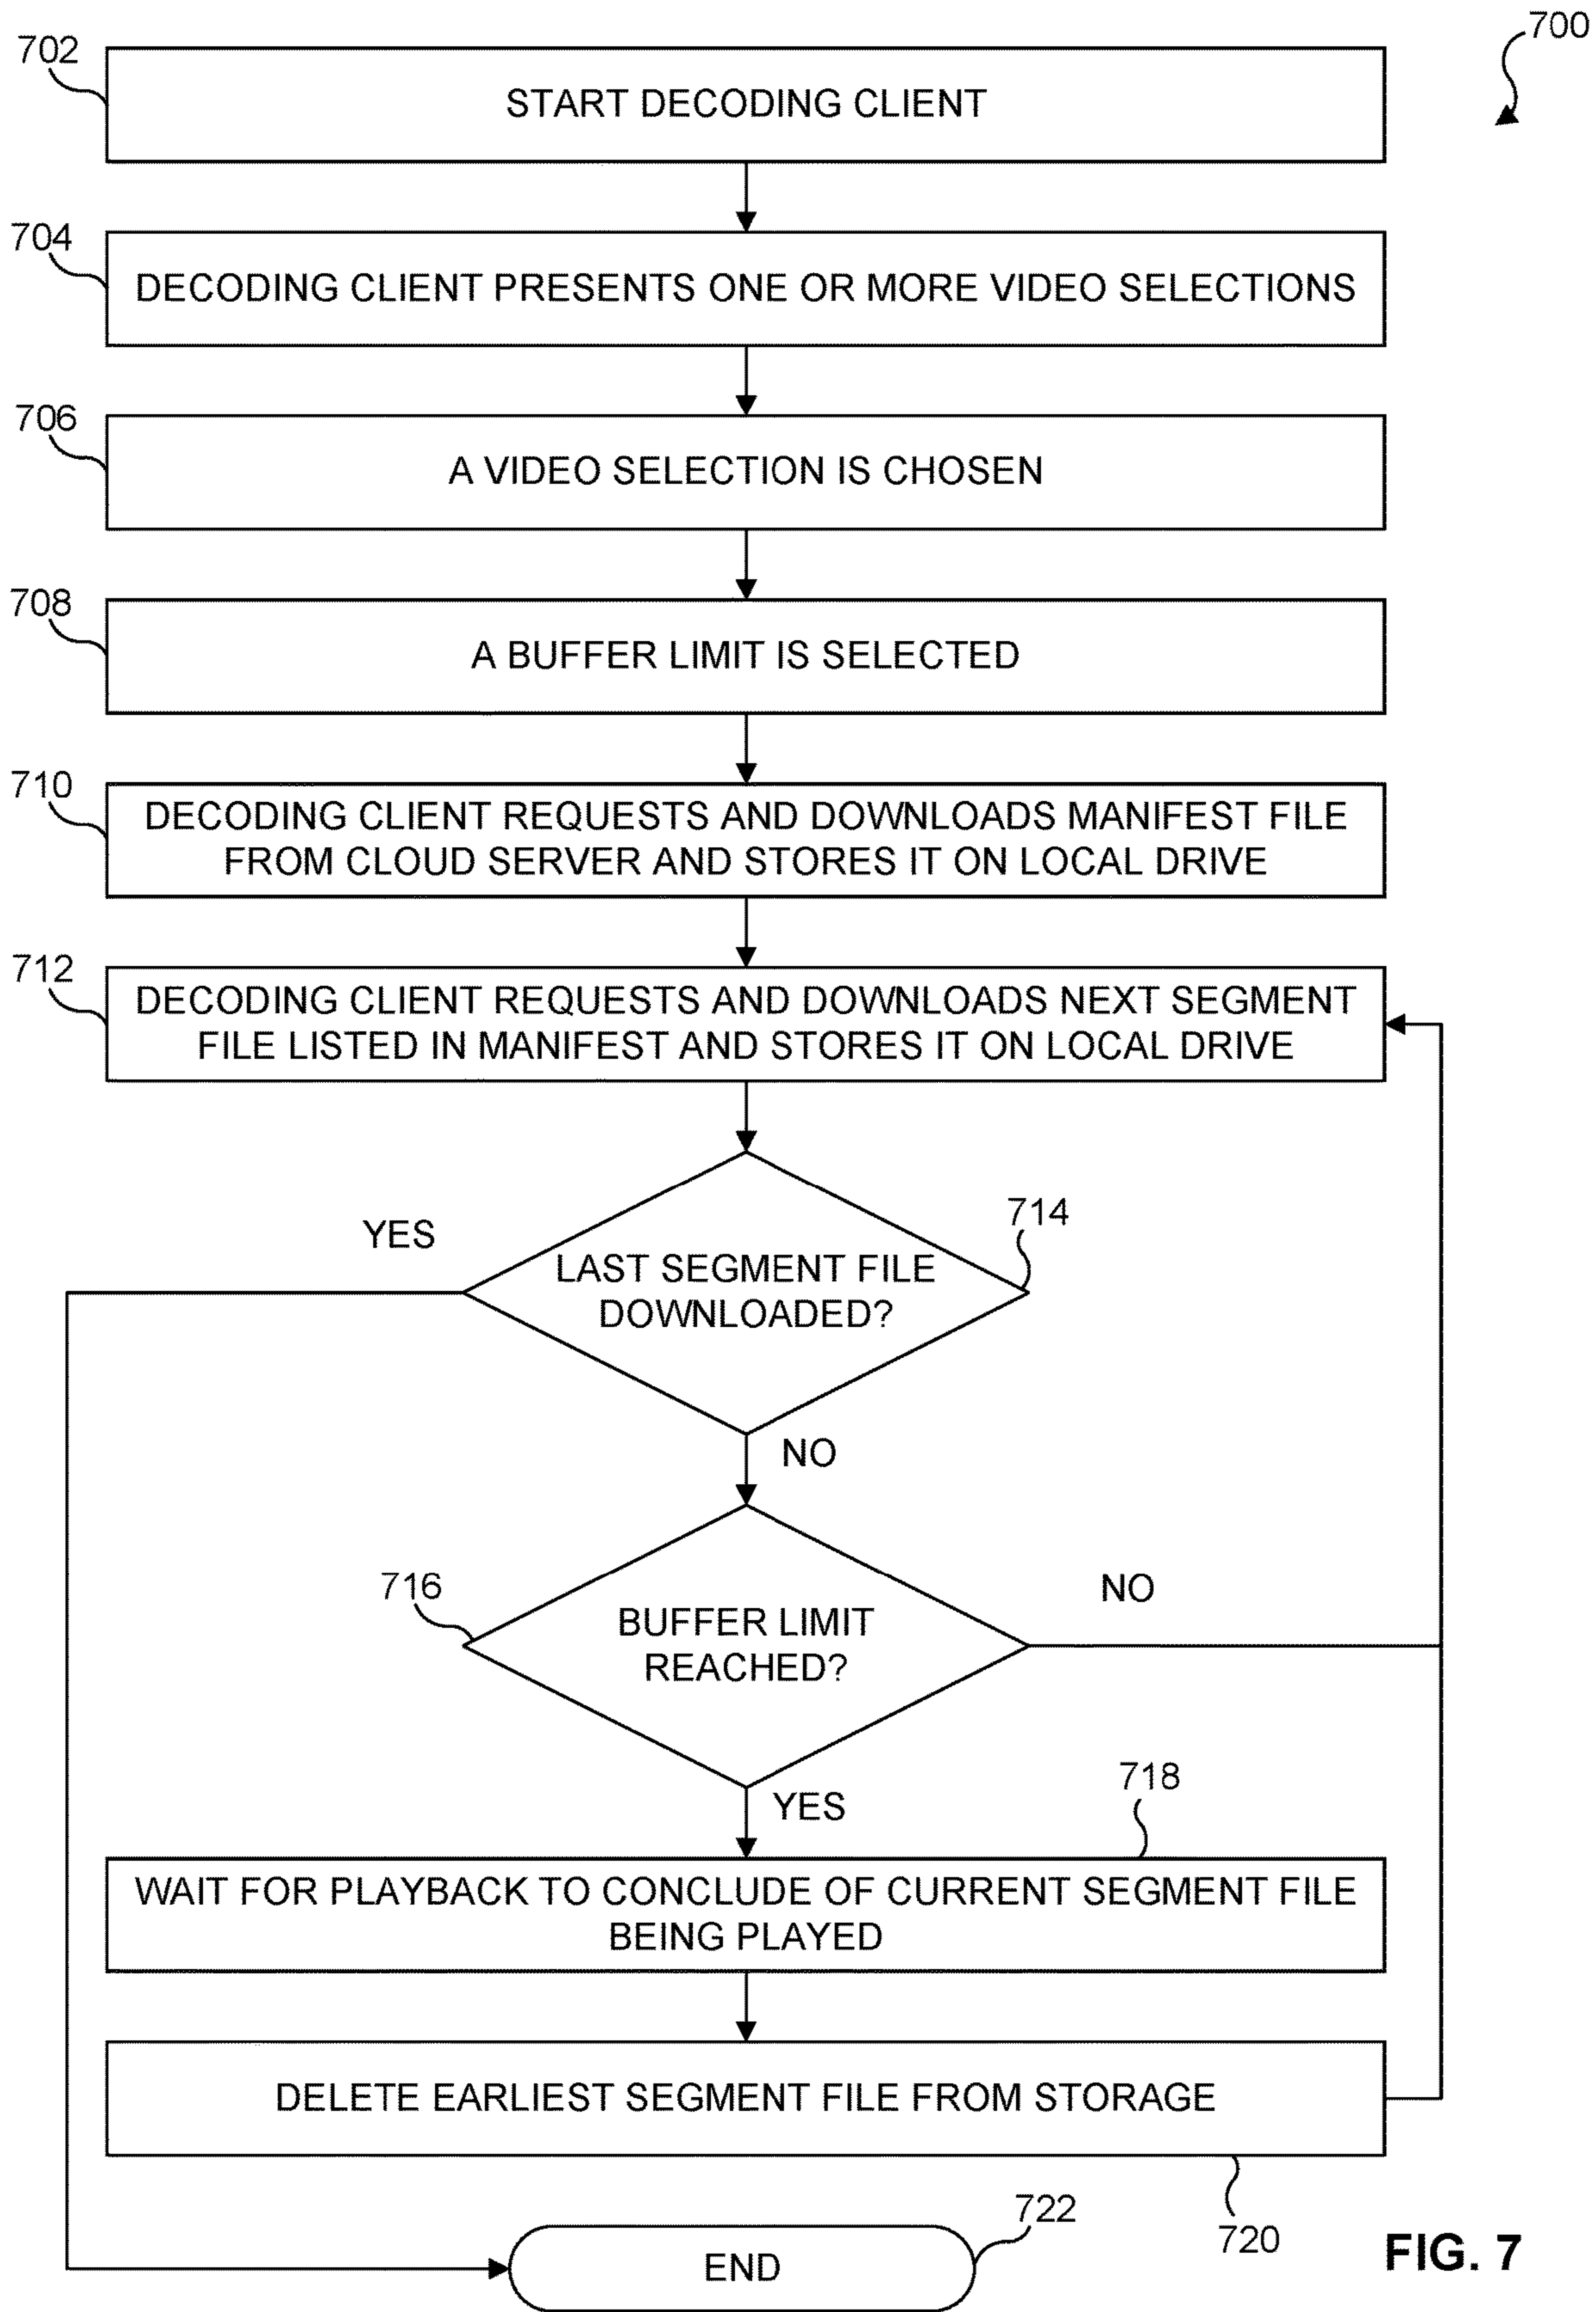 700
702
START DECODING CLIENT
704
DECODING CLIENT PRESENTS ONE OR MORE VIDEO SELECTIONS
706
A VIDEO SELECTION IS CHOSEN
708
A BUFFER LIMIT IS SELECTED
710
DECODING CLIENT REQUESTS AND DOWNLOADS MANIFEST FILE
FROM CLOUD SERVER AND STORES IT ON LOCAL DRIVE
712
DECODING CLIENT REQUESTS AND DOWNLOADS NEXT SEGMENT
FILE LISTED IN MANIFEST AND STORES IT ON LOCAL DRIVE
714
YES
LAST SEGMENT FILE
DOWNLOADED?
NO
716
NO
BUFFER LIMIT
REACHED?
718
YES
WAIT FOR PLAYBACK TO CONCLUDE OF CURRENT SEGMENT FILE
BEING PLAYED
DELETE EARLIEST SEGMENT FILE FROM STORAGE
722
720
END
FIG. 7